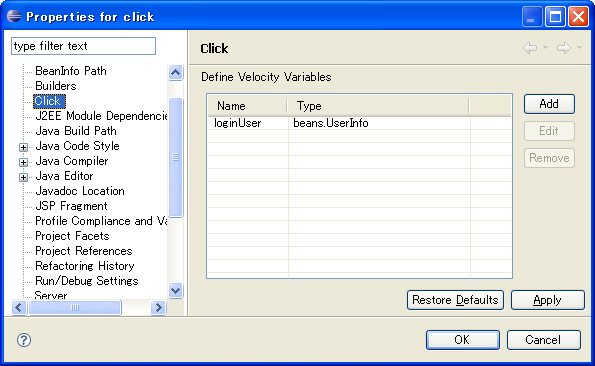 Properties for click
type filter text
BeanInfo Path
Builders
Click
J2EE Module Dependencie
Java Build Path
Java Code Style
Java Compiler
Java Editor
Javadoc Location
JSP Fragment
Profile Compliance and Va
Project Facets
Project References
Refactoring History
Run/Debug Settings
Server
Click
Define Velocity Variables
Name Type
loginUser beans.UserInfo
Add
Edit
Remove
Restore Defaults Apply
? OK Cancel